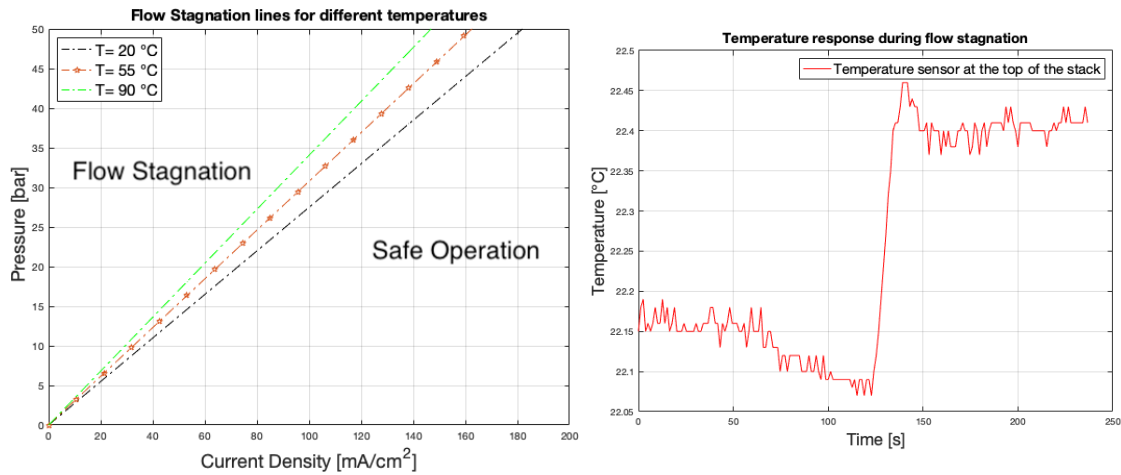 Flow Stagnation lines for different temperatures
50
45
40
35
30
25
20
15
10
5
0
Pressure [bar]
T= 20 °C
T= 55 °C
T= 90 °C
Flow Stagnation
Safe Operation
0 20 40 60 80 100 120 140 160 180 200
Current Density [mA/cm²]
Temperature response during flow stagnation
22.5
22.45
22.4
22.35
22.3
22.25
22.2
22.15
22.1
22.05
Temperature [°C]
Temperature sensor at the top of the stack
0 50 100 150 200 250
Time [s]